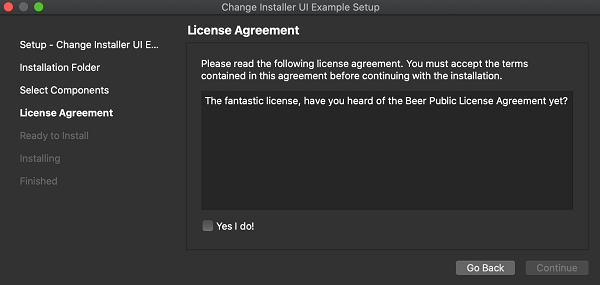 Change Installer UI Example Setup
Setup - Change Installer UI E...
Installation Folder
Select Components
License Agreement
Ready to Install
Installing
Finished
License Agreement
Please read the following license agreement. You must accept the terms
contained in this agreement before continuing with the installation.
The fantastic license, have you heard of the Beer Public License Agreement yet?
Yes I do!
Go Back
Continue